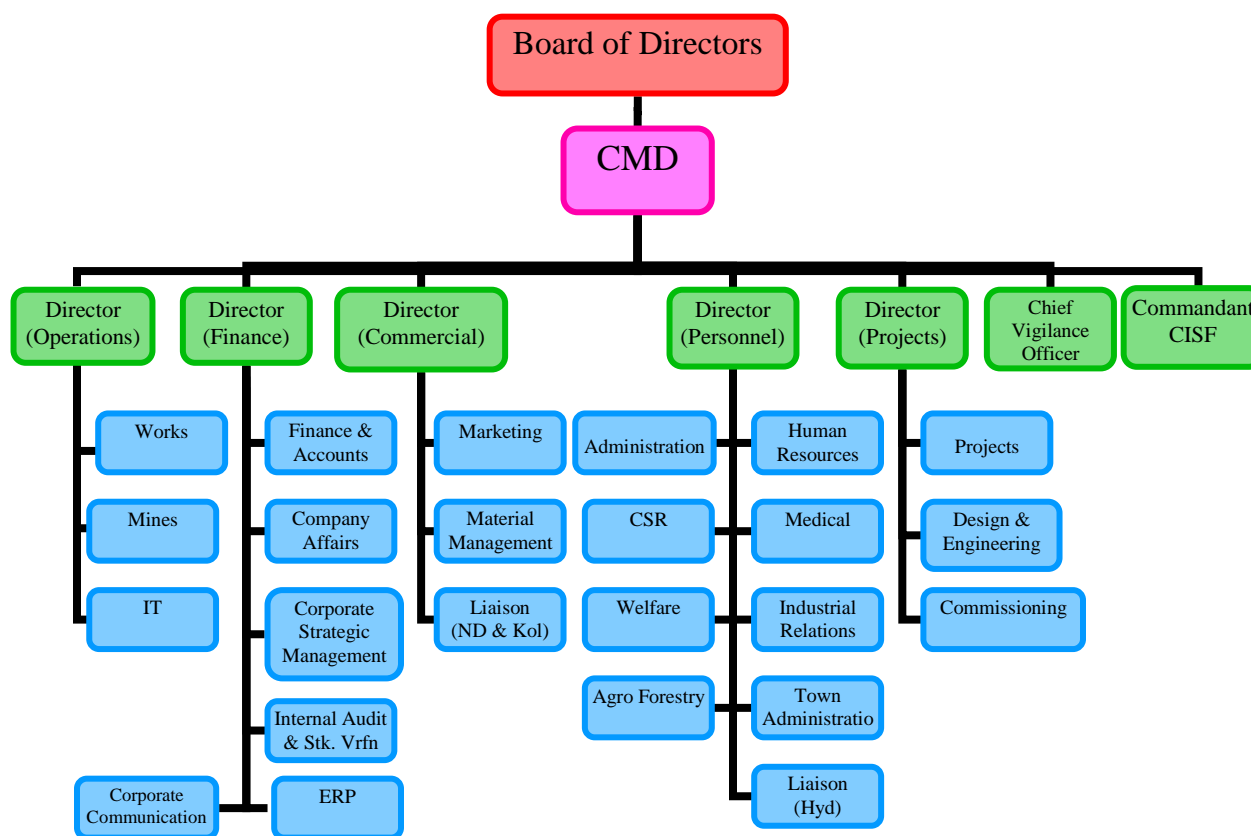 Board of Directors
CMD
Director
(Operations)
Director
(Finance)
Director
(Commercial)
Director
(Personnel)
Director
(Projects)
Chief
Vigilance
Officer
Commandant
CISF
Works
Mines
IT
Finance &
Accounts
Company
Affairs
Corporate
Strategic
Management
Internal Audit
& Stk. Vrfn
Corporate
Communication
ERP
Marketing
Material
Management
Liaison
(ND & Kol)
Administration
Human
Resources
CSR
Medical
Welfare
Industrial
Relations
Agro Forestry
Town
Administratio
Liaison
(Hyd)
Projects
Design &
Engineering
Commissioning